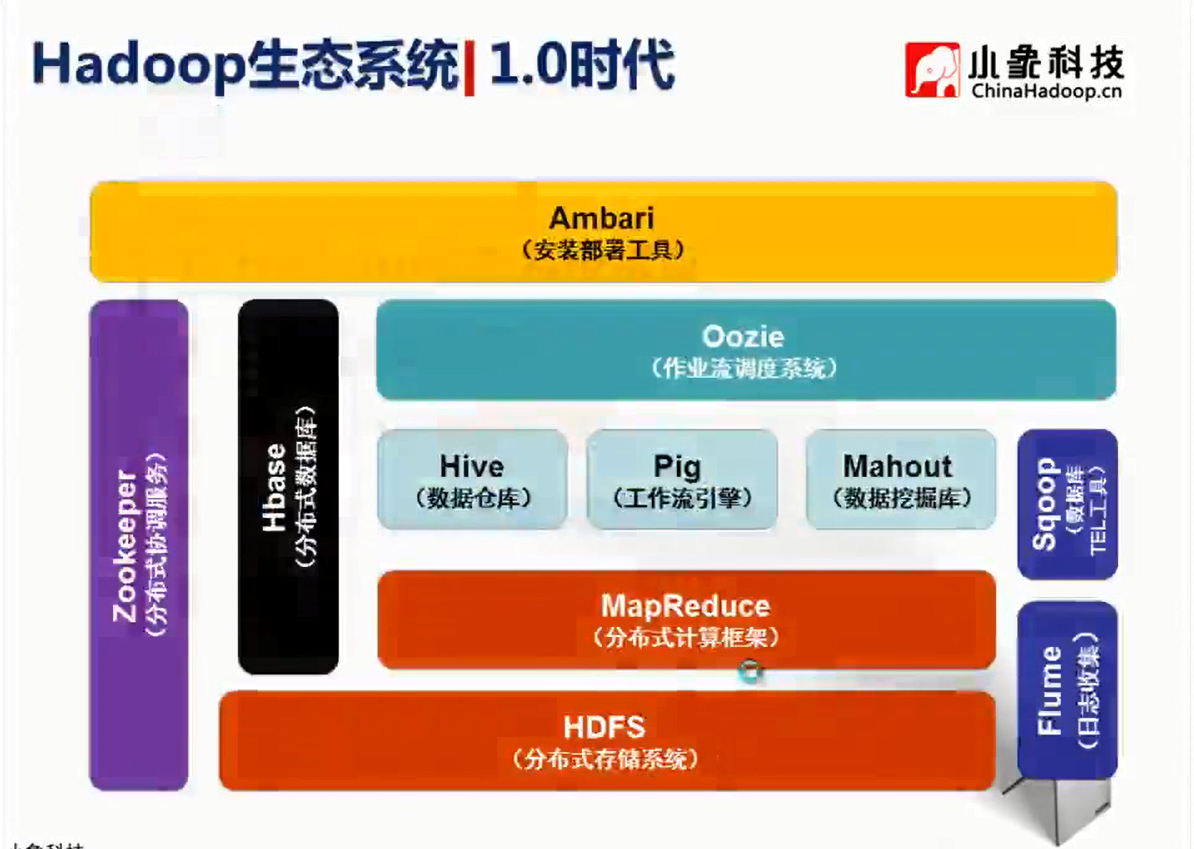 Hadoop生态系统| 1.0时代
小象科技
ChinaHadoop.cn
Ambari
（安装部署工具）
Zookeeper
（分布式协调服务）
Hbase
（分布式数据库）
Oozie
（作业流调度系统）
Hive
（数据仓库）
Pig
（工作流引擎）
Mahout
（数据挖掘库）
Sqoop
（数据库
TEL工具）
MapReduce
（分布式计算框架）
Flume
（日志收集）
HDFS
（分布式存储系统）
小象科技